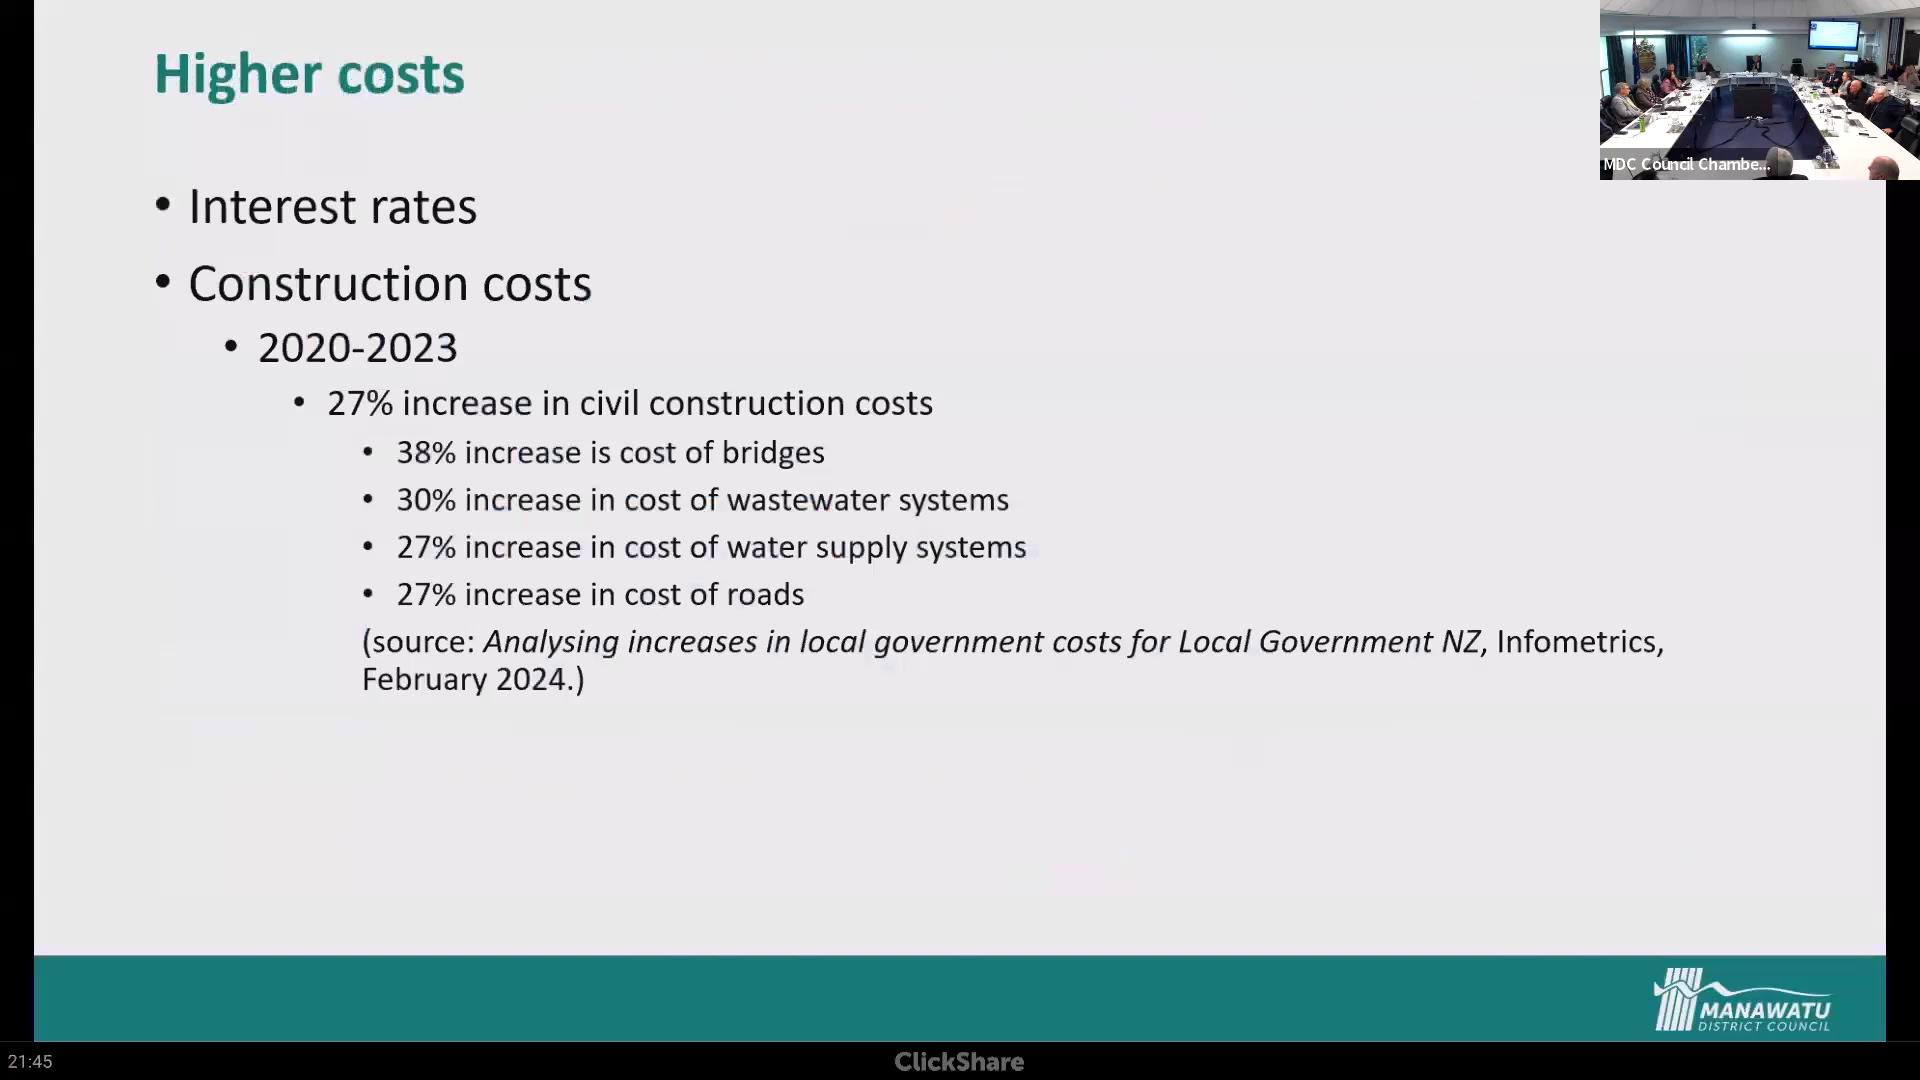 Higher costs
MDC Council Chambe...
• Interest rates
• Construction costs
• 2020-2023
• 27% increase in civil construction costs
• 38% increase is cost of bridges
• 30% increase in cost of wastewater systems
• 27% increase in cost of water supply systems
• 27% increase in cost of roads
(source: Analysing increases in local government costs for Local Government NZ, Infometrics,
February 2024.)
MANAWATU
DISTRICT COUNCIL
21:45
ClickShare